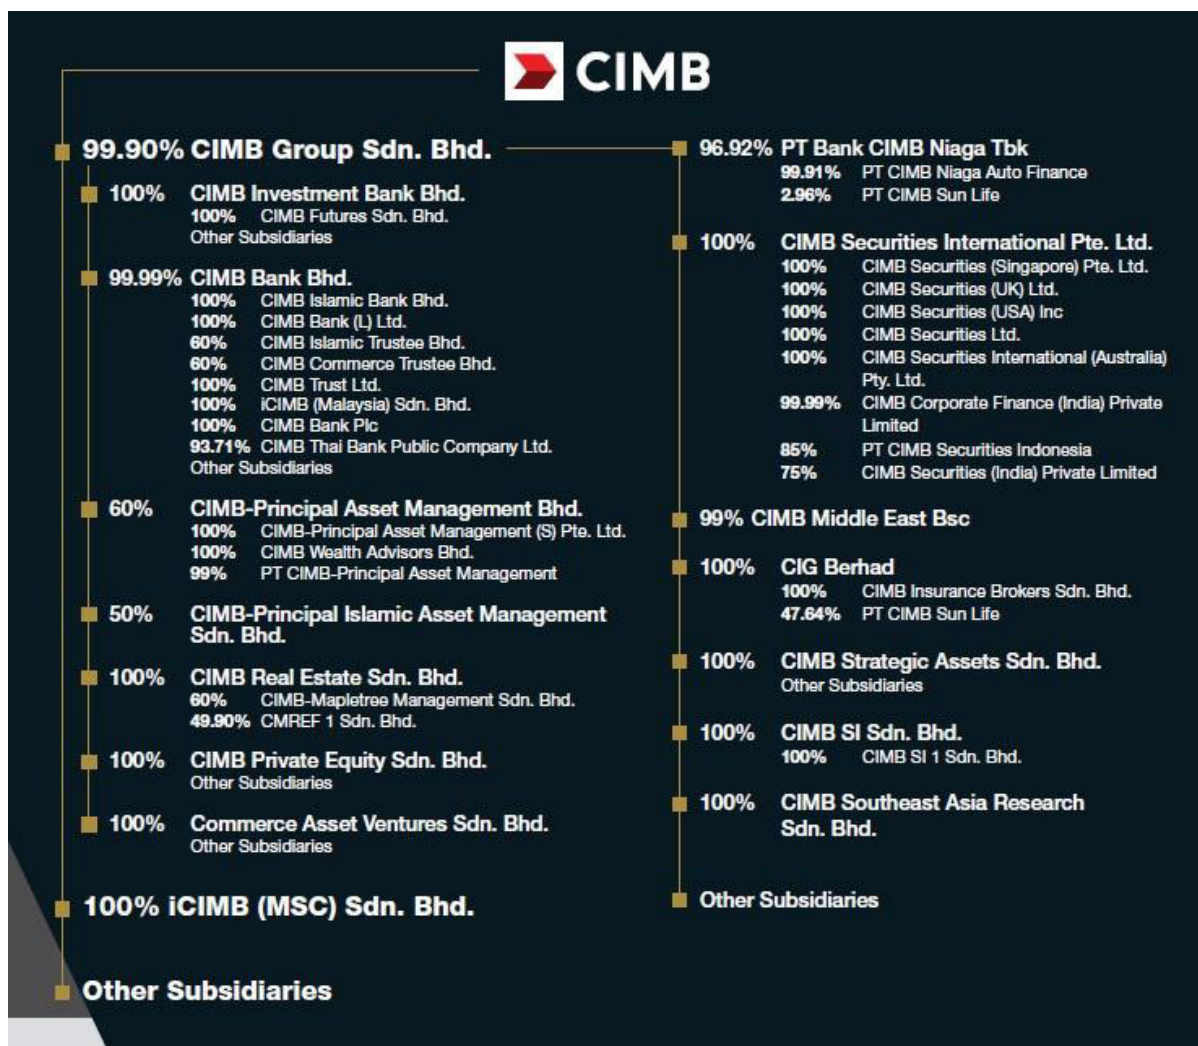 CIMB
99.90% CIMB Group Sdn. Bhd.
100% CIMB Investment Bank Bhd.
100% CIMB Futures Sdn. Bhd.
Other Subsidiaries
99.99% CIMB Bank Bhd.
100% CIMB Islamic Bank Bhd.
100% CIMB Bank (L) Ltd.
60% CIMB Islamic Trustee Bhd.
60% CIMB Commerce Trustee Bhd.
100% CIMB Trust Ltd.
100% iCIMB (Malaysia) Sdn. Bhd.
100% CIMB Bank Plc
93.71% CIMB Thai Bank Public Company Ltd.
Other Subsidiaries
60% CIMB-Principal Asset Management Bhd.
100% CIMB-Principal Asset Management (S) Pte. Ltd.
100% CIMB Wealth Advisors Bhd.
99% PT CIMB-Principal Asset Management
50% CIMB-Principal Islamic Asset Management
Sdn. Bhd.
100% CIMB Real Estate Sdn. Bhd.
60% CIMB-Mapletree Management Sdn. Bhd.
49.90% CMREF 1 Sdn. Bhd.
100% CIMB Private Equity Sdn. Bhd.
Other Subsidiaries
100% Commerce Asset Ventures Sdn. Bhd.
Other Subsidiaries
100% iCIMB (MSC) Sdn. Bhd.
Other Subsidiaries
96.92% PT Bank CIMB Niaga Tbk
99.91% PT CIMB Niaga Auto Finance
2.96% PT CIMB Sun Life
100% CIMB Securities International Pte. Ltd.
100% CIMB Securities (Singapore) Pte. Ltd.
100% CIMB Securities (UK) Ltd.
100% CIMB Securities (USA) Inc
100% CIMB Securities Ltd.
100% CIMB Securities International (Australia)
Pty. Ltd.
99.99% CIMB Corporate Finance (India) Private
Limited
85% PT CIMB Securities Indonesia
75% CIMB Securities (India) Private Limited
99% CIMB Middle East Bsc
100% CIG Berhad
100% CIMB Insurance Brokers Sdn. Bhd.
47.64% PT CIMB Sun Life
100% CIMB Strategic Assets Sdn. Bhd.
Other Subsidiaries
100% CIMB SI Sdn. Bhd.
100% CIMB SI 1 Sdn. Bhd.
100% CIMB Southeast Asia Research
Sdn. Bhd.
Other Subsidiaries